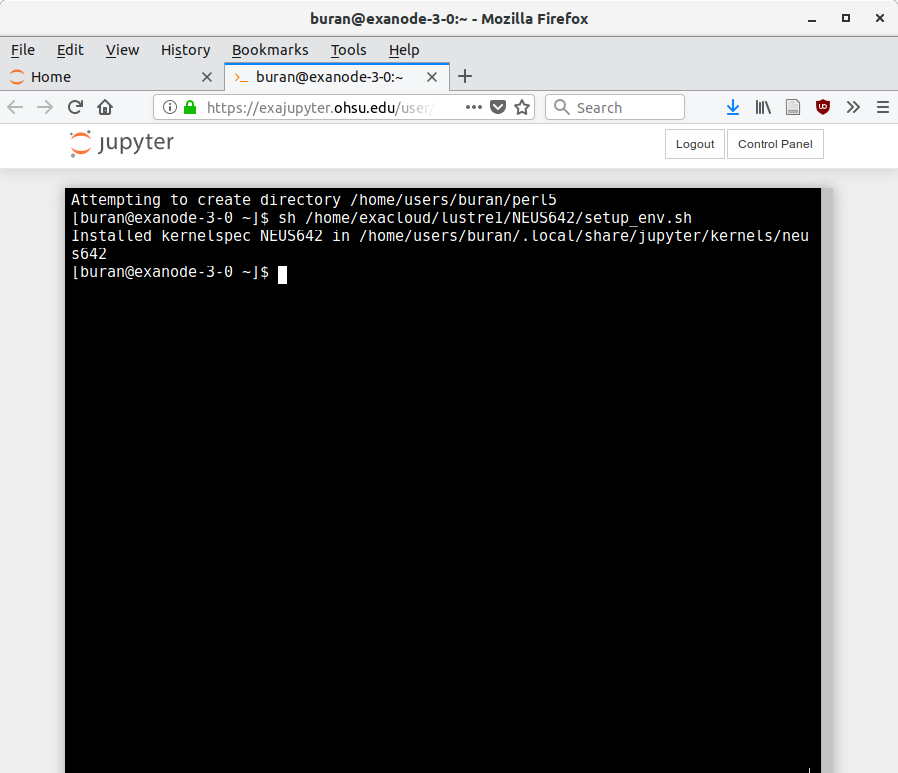 buran@exanode-3-0:~ - Mozilla Firefox
File Edit View History Bookmarks Tools Help
Home
buran@exanode-3-0:~
https://exajupyter.ohsu.edu/user/
Search
jupyter
Logout Control Panel
Attempting to create directory /home/users/buran/perl5
[buran@exanode-3-0 ~]$ sh /home/exacloud/lustre1/NEUS642/setup_env.sh
Installed kernelspec NEUS642 in /home/users/buran/.local/share/jupyter/kernels/neu
s642
[buran@exanode-3-0 ~]$